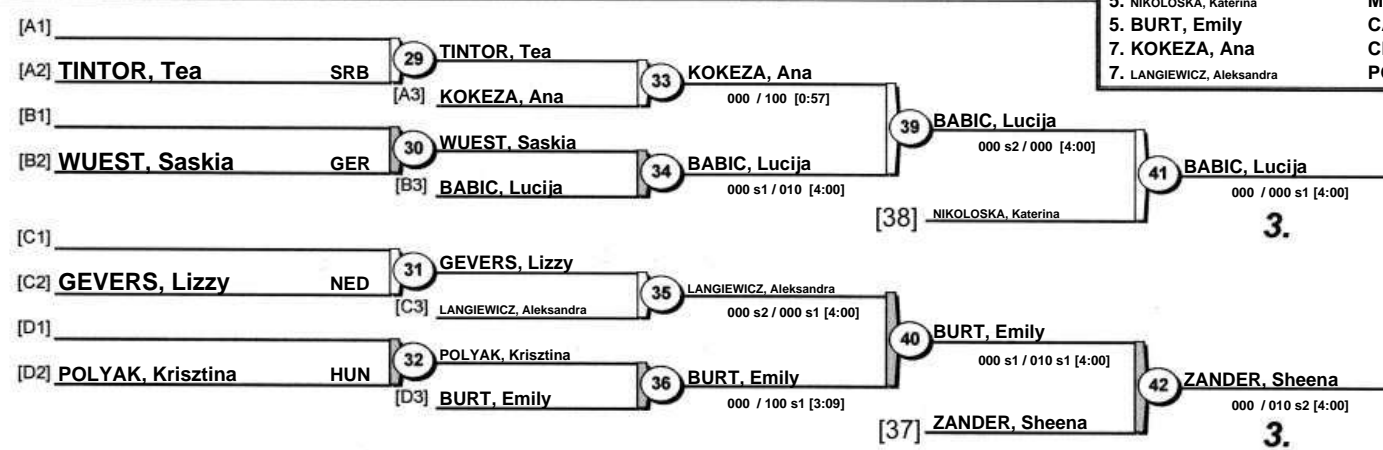 5. NIKOLOSKA, Katerina
5. BURT, Emily
7. KOKEZA, Ana
7. LANGIEWICZ, Aleksandra
[A1]
[A2] TINTOR, Tea SRB
29
TINTOR, Tea
[A3] KOKEZA, Ana
33
KOKEZA, Ana
000 / 100 [0:57]
[B1]
[B2] WUEST, Saskia GER
30
WUEST, Saskia
[B3] BABIC, Lucija
34
BABIC, Lucija
000 s1 / 010 [4:00]
39
BABIC, Lucija
000 s2 / 000 [4:00]
[38] NIKOLOSKA, Katerina
41
BABIC, Lucija
000 / 000 s1 [4:00]
3.
[C1]
[C2] GEVERS, Lizzy NED
31
GEVERS, Lizzy
[C3] LANGIEWICZ, Aleksandra
35
LANGIEWICZ, Aleksandra
000 s2 / 000 s1 [4:00]
[D1]
[D2] POLYAK, Krisztina HUN
32
POLYAK, Krisztina
[D3] BURT, Emily
36
BURT, Emily
000 / 100 s1 [3:09]
40
BURT, Emily
000 s1 / 010 s1 [4:00]
[37] ZANDER, Sheena
42
ZANDER, Sheena
000 / 010 s2 [4:00]
3.